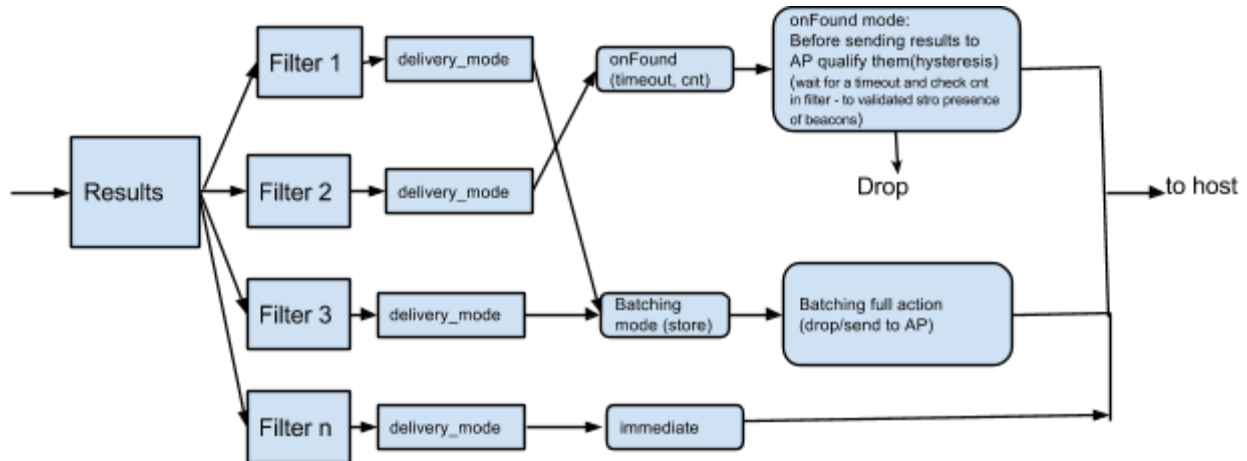 Results
Filter 1
delivery_mode
Filter 2
delivery_mode
Filter 3
delivery_mode
Filter n
delivery_mode
onFound
(timeout, cnt)
onFound mode:
Before sending results to
AP qualify them(hysteresis)
(wait for a timeout and check cnt
in filter - to validated stro presence
of beacons)
Drop
Batching
mode (store)
Batching full action
(drop/send to AP)
immediate
to host